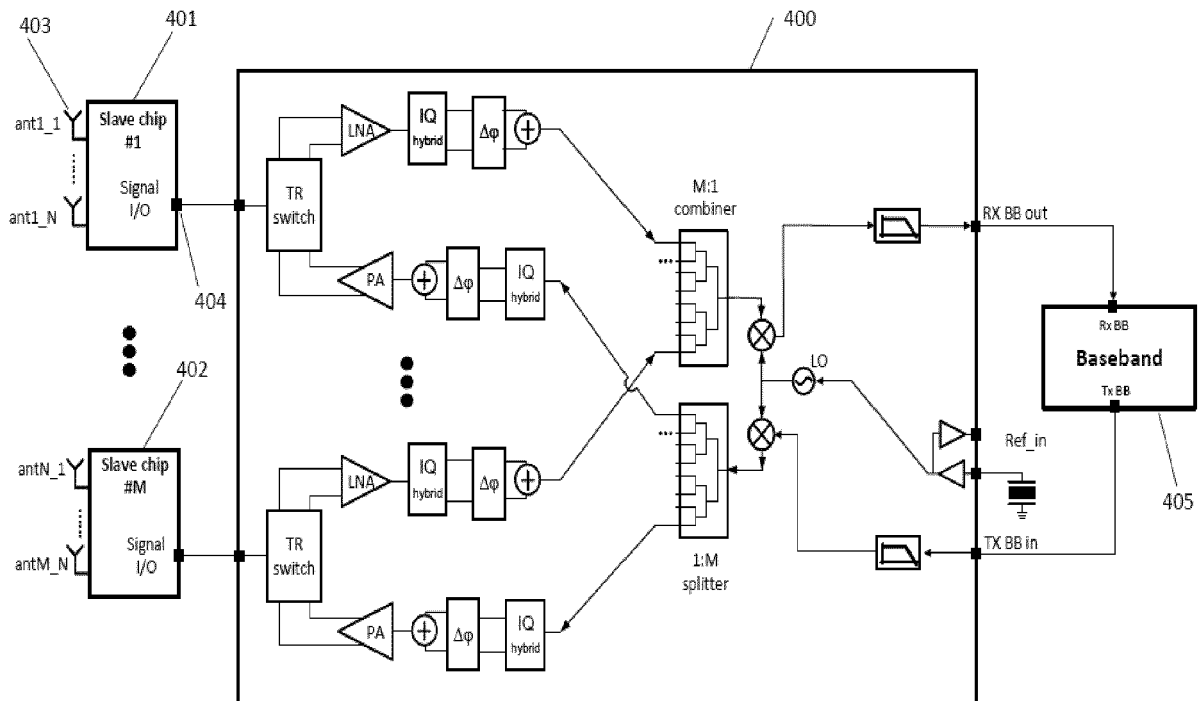 403
401
400
ant1_1
Slave chip
#1
ant1_N
Signal
I/O
404
TR
switch
LNA
IQ
hybrid
Δφ
+
PA
+
Δφ
IQ
hybrid
M:1
combiner
...
RX BB out
Rx BB
Baseband
Tx BB
405
LO
Ref_in
402
antN_1
Slave chip
#M
antM_N
Signal
I/O
TR
switch
LNA
IQ
hybrid
Δφ
+
PA
+
Δφ
IQ
hybrid
...
1:M
splitter
TX BB in